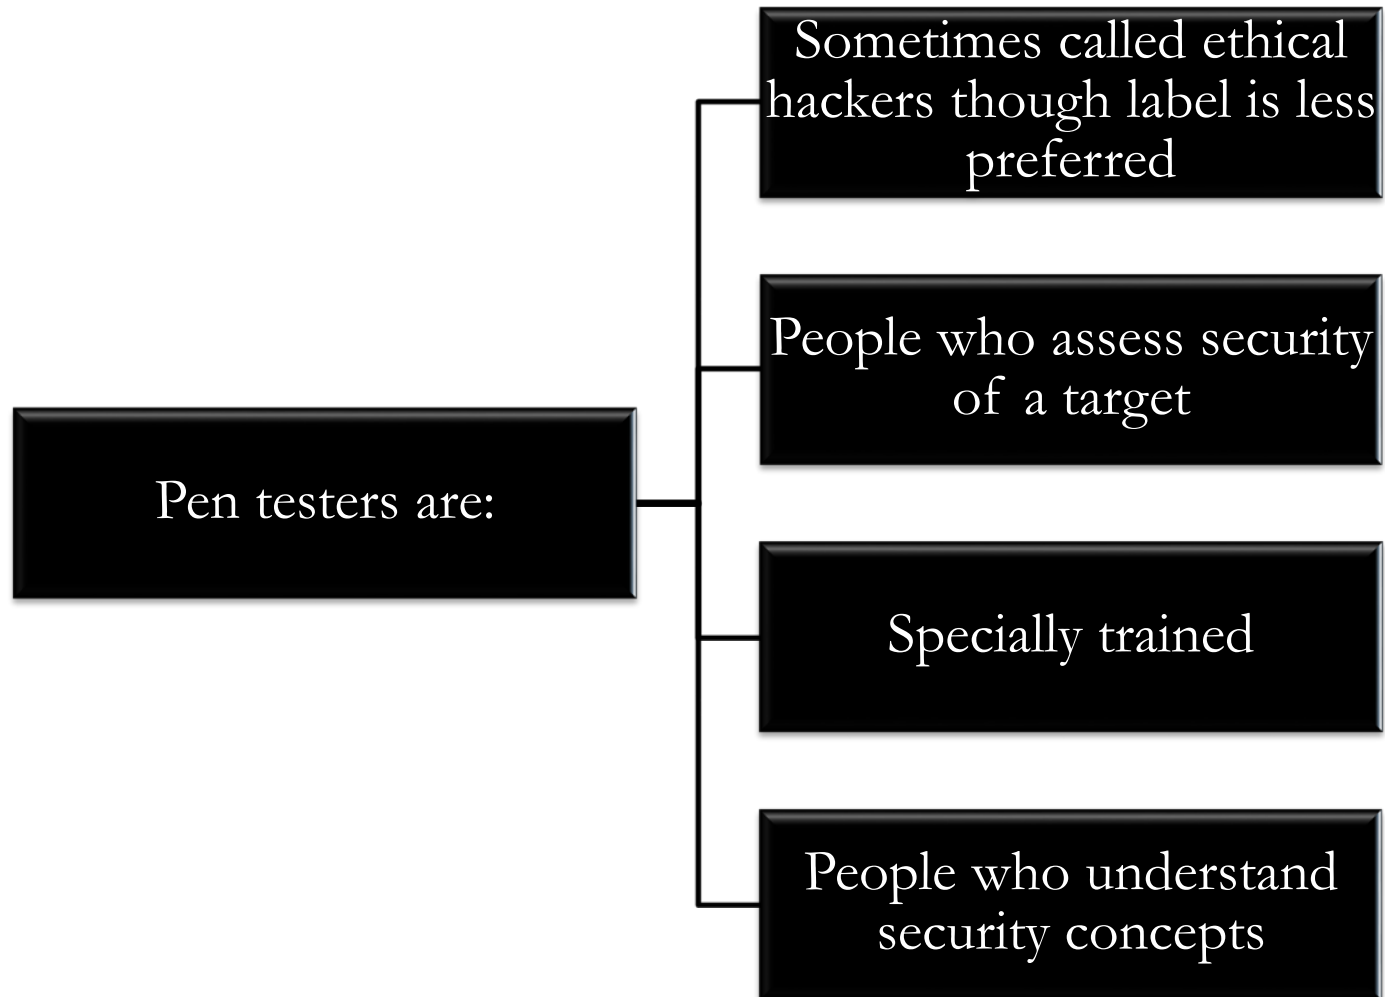 Pen testers are:
Sometimes called ethical
hackers though label is less
preferred
People who assess security
of a target
Specially trained
People who understand
security concepts